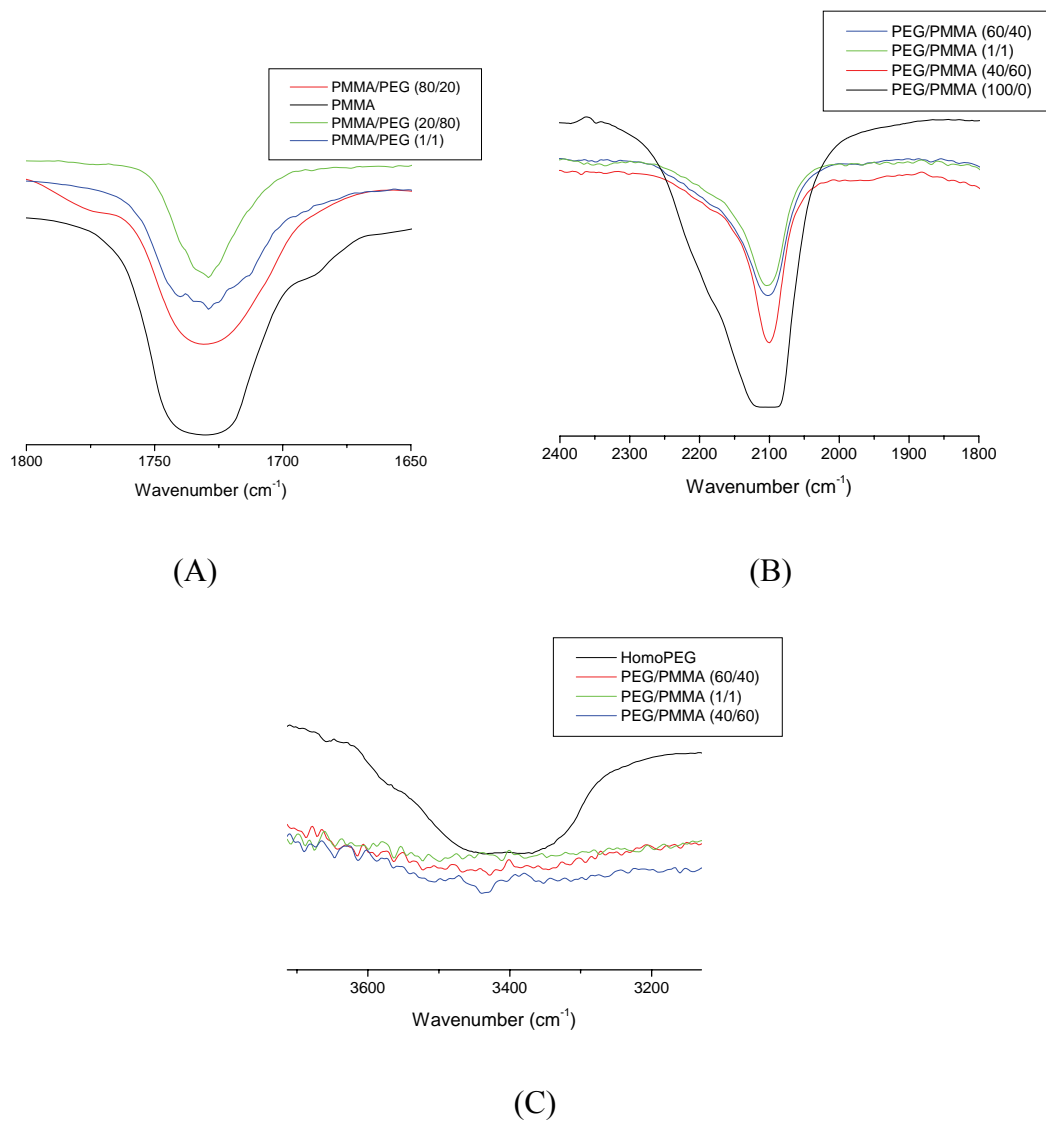 PMMA/PEG (80/20)
PMMA
PMMA/PEG (20/80)
PMMA/PEG (1/1)
1800 1750 1700 1650
Wavenumber (cm-1)
(A)
PEG/PMMA (60/40)
PEG/PMMA (1/1)
PEG/PMMA (40/60)
PEG/PMMA (100/0)
2400 2300 2200 2100 2000 1900 1800
Wavenumber (cm-1)
(B)
HomoPEG
PEG/PMMA (60/40)
PEG/PMMA (1/1)
PEG/PMMA (40/60)
3600 3400 3200
Wavenumber (cm-1)
(C)